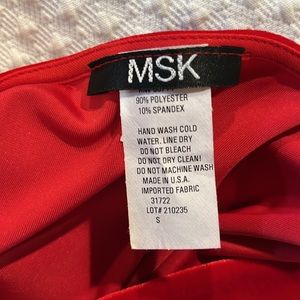 MSK
90% POLYESTER
10% SPANDEX
HAND WASH COLD
WATER. LINE DRY
DO NOT BLEACH
DO NOT DRY CLEAN!
DO NOT MACHINE WASH
MADE IN U.S.A.
IMPORTED FABRIC
31722
LOT# 210235
S